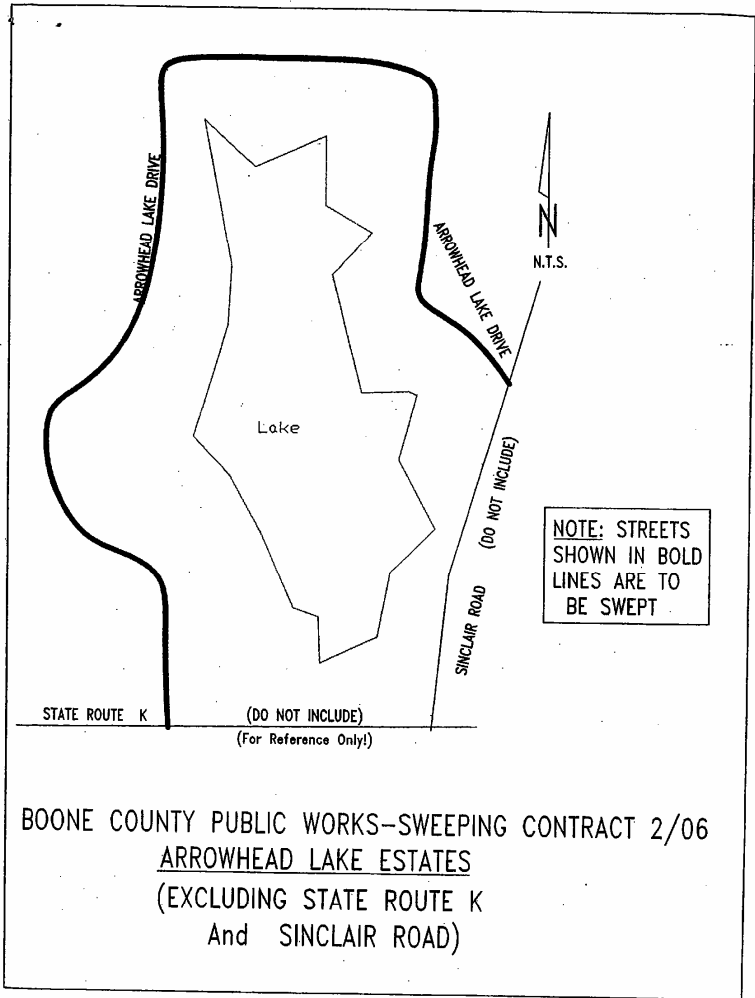 ARROWHEAD LAKE DRIVE
ARROWHEAD LAKE DRIVE
N
N.T.S.
Lake
(DO NOT INCLUDE)
SINCLAIR ROAD
NOTE: STREETS
SHOWN IN BOLD
LINES ARE TO
BE SWEPT
STATE ROUTE K
(DO NOT INCLUDE)
(For Reference Only!)
BOONE COUNTY PUBLIC WORKS-SWEEPING CONTRACT 2/06
ARROWHEAD LAKE ESTATES
(EXCLUDING STATE ROUTE K
And SINCLAIR ROAD)